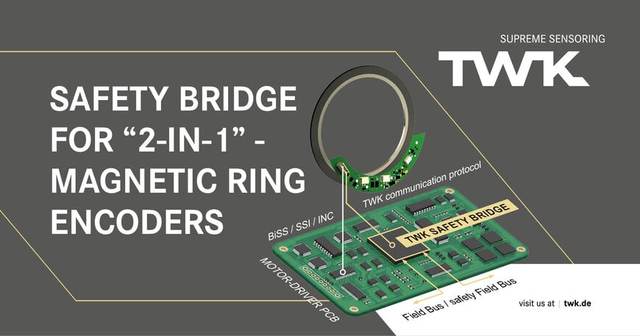 SUPREME SENSORING
TWK
SAFETY BRIDGE
FOR “2-IN-1” -
MAGNETIC RING
ENCODERS
TWK communication protocol
BiSS / SSI / INC
TWK SAFETY BRIDGE
MOTOR-DRIVER PCB
Field Bus / safety Field Bus
visit us at | twk.de